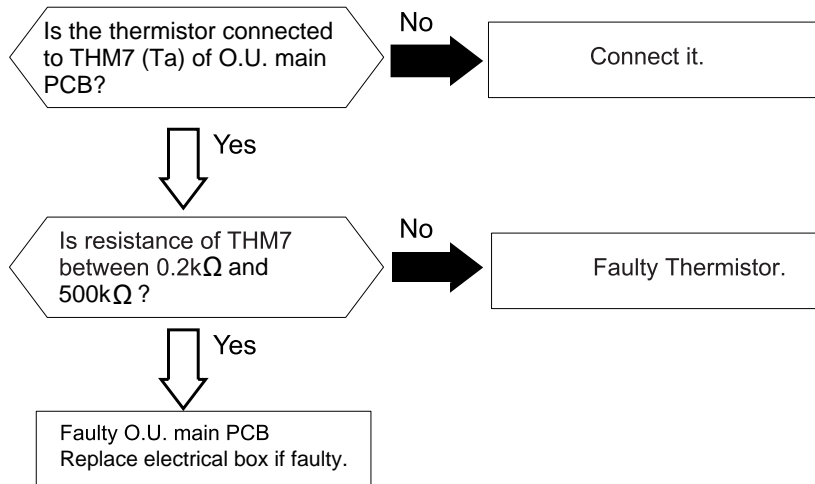 Is the thermistor connected
to THM7 (Ta) of O.U. main
PCB?
No
Connect it.
Yes
Is resistance of THM7
between 0.2kΩ and
500kΩ ?
No
Faulty Thermistor.
Yes
Faulty O.U. main PCB
Replace electrical box if faulty.